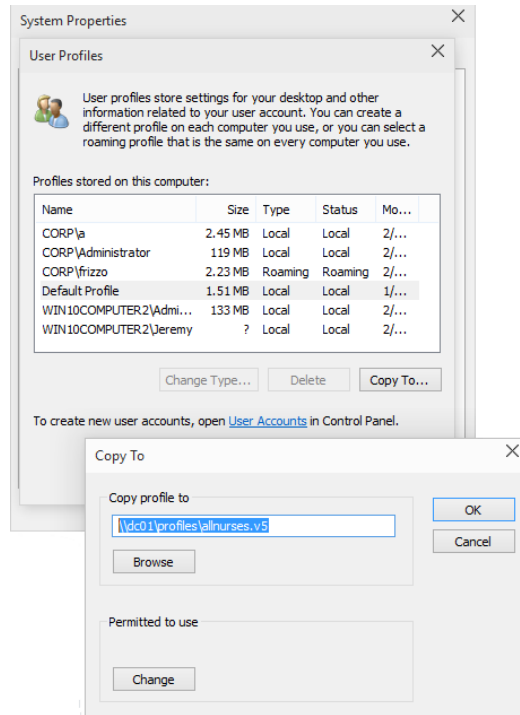 System Properties
User Profiles
User profiles store settings for your desktop and other
information related to your user account. You can create a
different profile on each computer you use, or you can select a
roaming profile that is the same on every computer you use.
Profiles stored on this computer:
Name Size Type Status Mo...
CORP\a 2.45 MB Local Local 2/...
CORP\Administrator 119 MB Local Local 2/...
CORP\frizzo 2.23 MB Roaming Roaming 2/...
Default Profile 1.51 MB Local Local 1/...
WIN10COMPUTER2\Admi... 133 MB Local Local 2/...
WIN10COMPUTER2\Jeremy ? Local Local 2/...
Change Type... Delete Copy To...
To create new user accounts, open User Accounts in Control Panel.
Copy To
Copy profile to
\\dc01\profiles\allnurses.v5
OK
Browse
Cancel
Permitted to use
Change